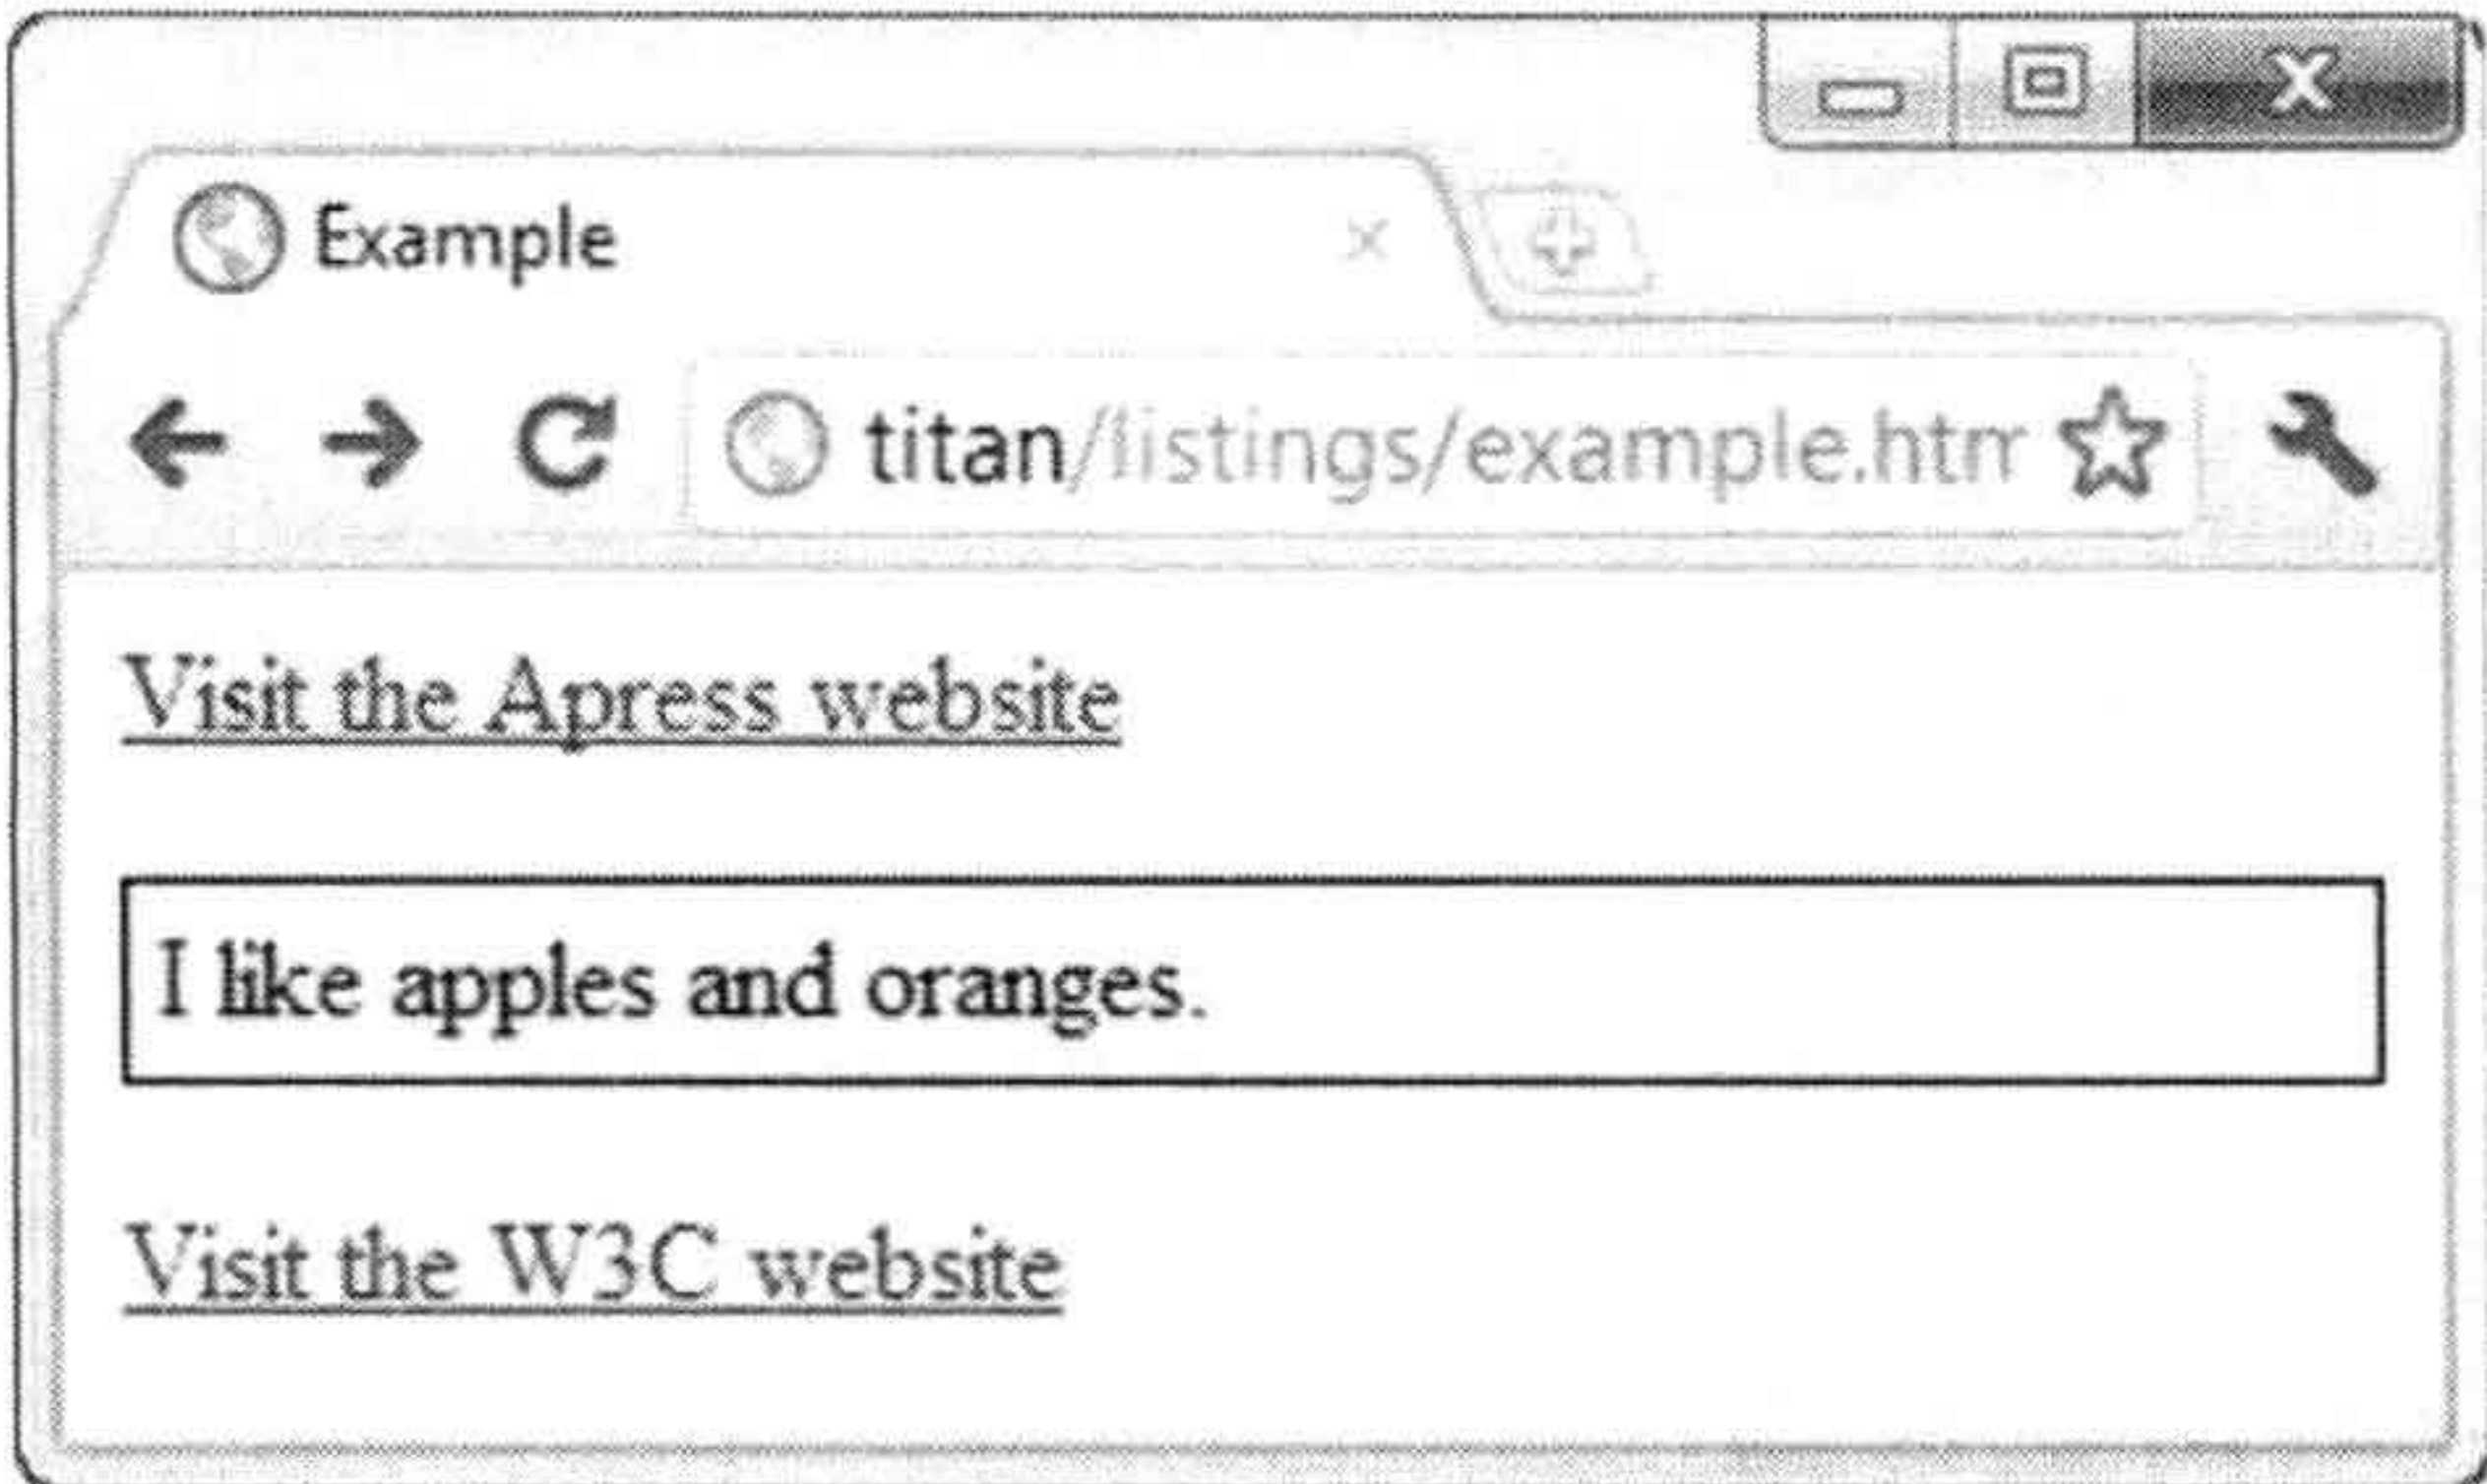 Example
titan/listings/example.htm
Visit the Apress website
I like apples and oranges.
Visit the W3C website